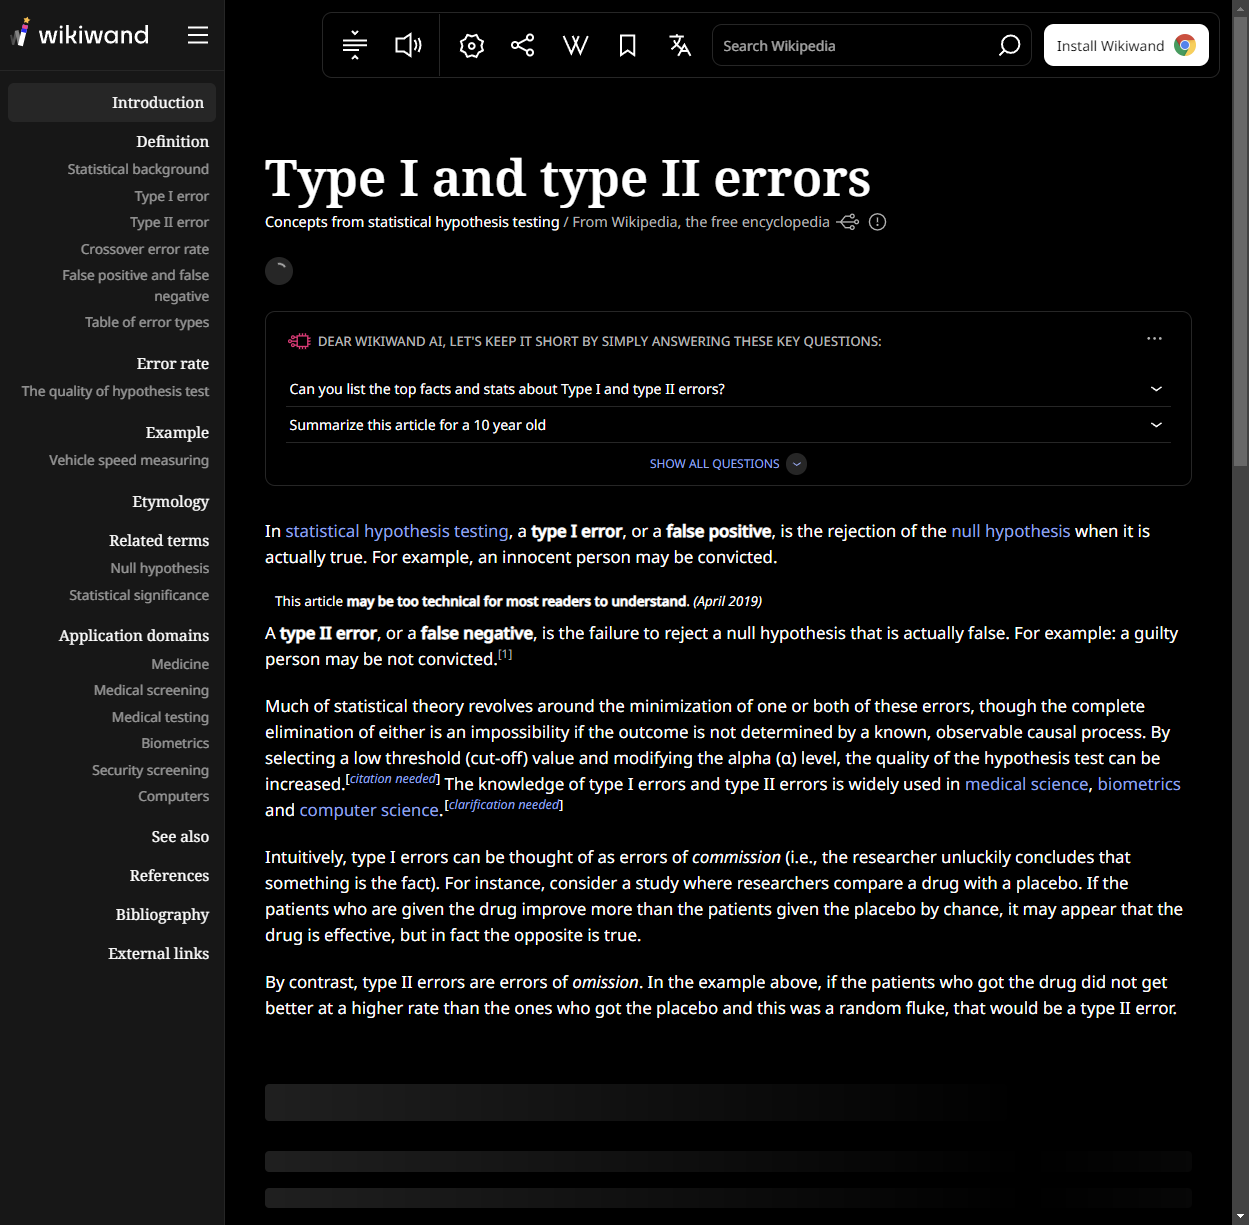 wikiwand
Introduction
Definition
Statistical background
Type I error
Type II error
Crossover error rate
False positive and false
negative
Table of error types
Error rate
The quality of hypothesis test
Example
Vehicle speed measuring
Etymology
Related terms
Null hypothesis
Statistical significance
Application domains
Medicine
Medical screening
Medical testing
Biometrics
Security screening
Computers
See also
References
Bibliography
External links
Search Wikipedia
Install Wikiwand
Type I and type II errors
Concepts from statistical hypothesis testing / From Wikipedia, the free encyclopedia
DEAR WIKIWAND AI, LET'S KEEP IT SHORT BY SIMPLY ANSWERING THESE KEY QUESTIONS:
Can you list the top facts and stats about Type I and type II errors?
Summarize this article for a 10 year old
SHOW ALL QUESTIONS
In statistical hypothesis testing, a type I error, or a false positive, is the rejection of the null hypothesis when it is
actually true. For example, an innocent person may be convicted.
This article may be too technical for most readers to understand. (April 2019)
A type II error, or a false negative, is the failure to reject a null hypothesis that is actually false. For example: a guilty
person may be not convicted.[1]
Much of statistical theory revolves around the minimization of one or both of these errors, though the complete
elimination of either is an impossibility if the outcome is not determined by a known, observable causal process. By
selecting a low threshold (cut-off) value and modifying the alpha (α) level, the quality of the hypothesis test can be
increased.[citation needed] The knowledge of type I errors and type II errors is widely used in medical science, biometrics
and computer science.[clarification needed]
Intuitively, type I errors can be thought of as errors of commission (i.e., the researcher unluckily concludes that
something is the fact). For instance, consider a study where researchers compare a drug with a placebo. If the
patients who are given the drug improve more than the patients given the placebo by chance, it may appear that the
drug is effective, but in fact the opposite is true.
By contrast, type II errors are errors of omission. In the example above, if the patients who got the drug did not get
better at a higher rate than the ones who got the placebo and this was a random fluke, that would be a type II error.